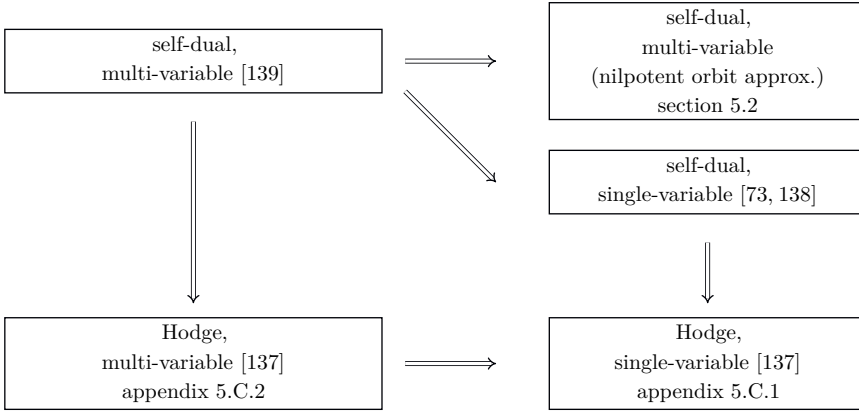 self-dual,
multi-variable [139]
self-dual,
multi-variable
(nilpotent orbit approx.)
section 5.2
self-dual,
single-variable [73, 138]
Hodge,
multi-variable [137]
appendix 5.C.2
Hodge,
single-variable [137]
appendix 5.C.1